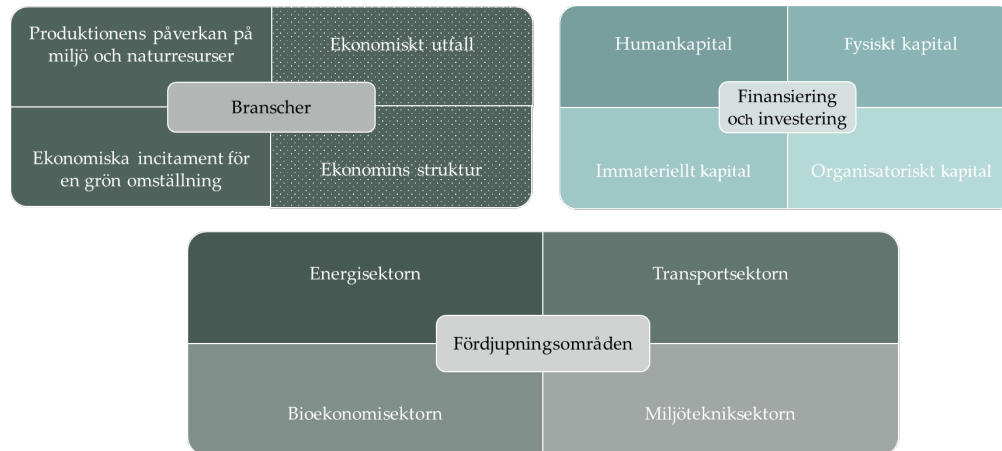 Produktionens påverkan på
miljö och naturresurser
Ekonomiskt utfall
Branscher
Ekonomiska incitament för
en grön omställning
Ekonomins struktur
Humankapital
Fysiskt kapital
Finansiering
och investering
Immateriellt kapital
Organisatoriskt kapital
Energisektorn
Transportsektorn
Fördjupningsområden
Bioekonomisektorn
Miljötekniksektorn